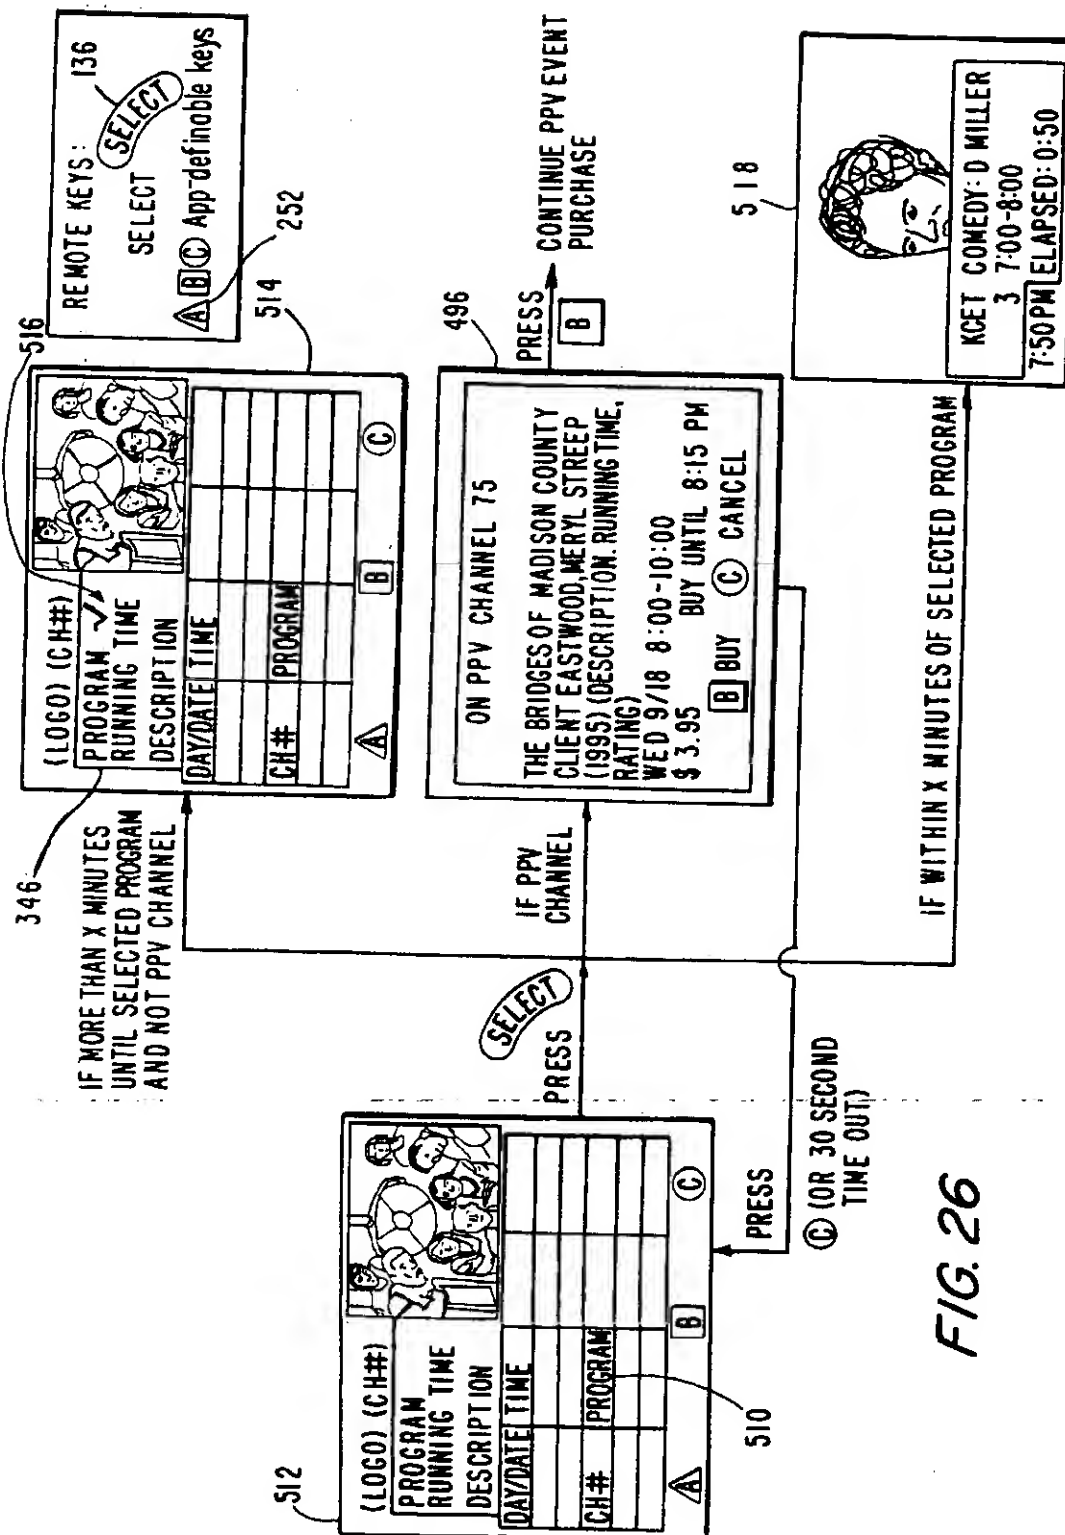 136
REMOTE KEYS:
SELECT
SELECT
A B C App-definable keys
252
516
514
346
(LOGO) (CH#)
PROGRAM ✓
RUNNING TIME
DESCRIPTION
DAY/DATE TIME
CH# PROGRAM
A B C
IF MORE THAN X MINUTES
UNTIL SELECTED PROGRAM
AND NOT PPV CHANNEL
512
(LOGO) (CH#)
PROGRAM
RUNNING TIME
DESCRIPTION
DAY/DATE TIME
CH# PROGRAM
A B C
510
PRESS
SELECT
IF PPV
CHANNEL
496
ON PPV CHANNEL 75
THE BRIDGES OF MADISON COUNTY
CLIENT EASTWOOD,MERYL STREEP
(1995) (DESCRIPTION. RUNNING TIME,
RATING)
WED 9/18 8:00-10:00
$ 3.95 BUY UNTIL 8:15 PM
B BUY C CANCEL
PRESS
B
CONTINUE PPV EVENT
PURCHASE
PRESS
C (OR 30 SECOND
TIME OUT)
IF WITHIN X MINUTES OF SELECTED PROGRAM
518
KCET COMEDY: D MILLER
3 7:00-8:00
7:50PM ELAPSED: 0:50
FIG. 26